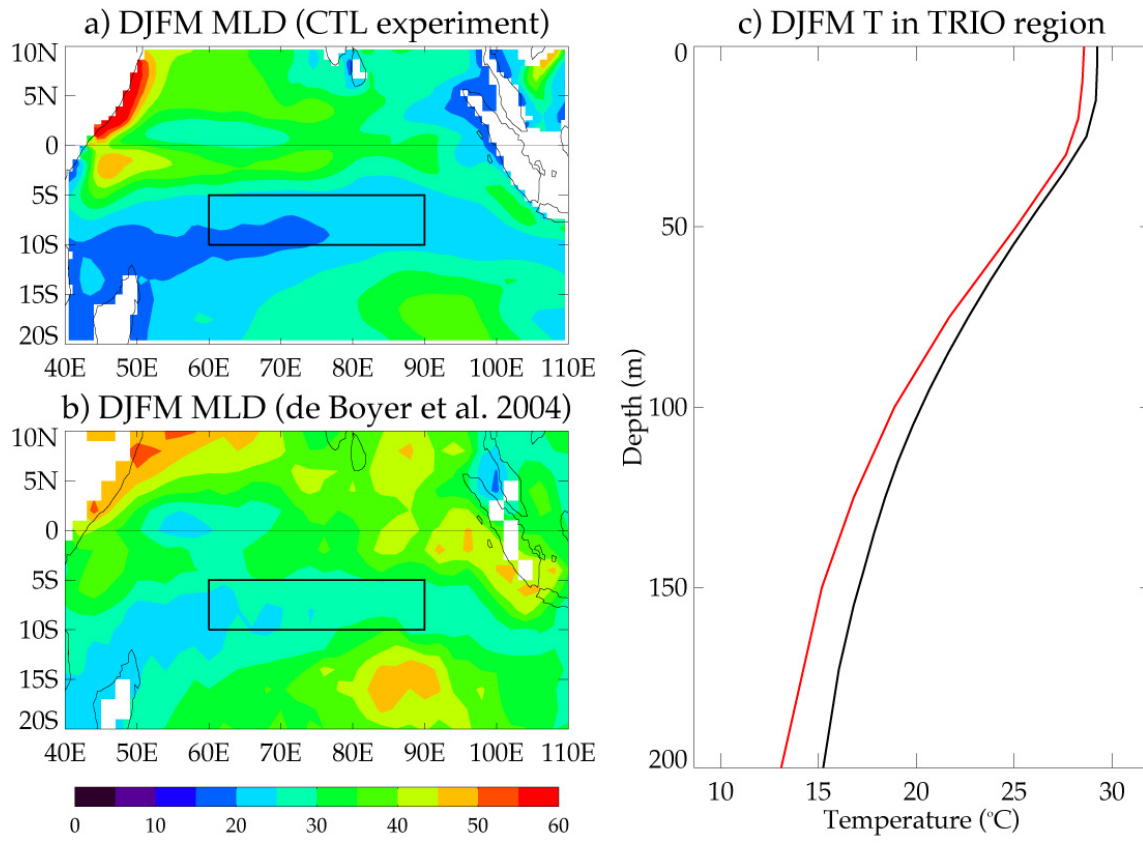 a) DJFM MLD (CTL experiment)
10N
5N
0
5S
10S
15S
20S
40E 50E 60E 70E 80E 90E 100E 110E
b) DJFM MLD (de Boyer et al. 2004)
10N
5N
0
5S
10S
15S
20S
40E 50E 60E 70E 80E 90E 100E 110E
0 10 20 30 40 50 60
c) DJFM T in TRIO region
0
50
100
150
200
Depth (m)
10 15 20 25 30
Temperature (°C)